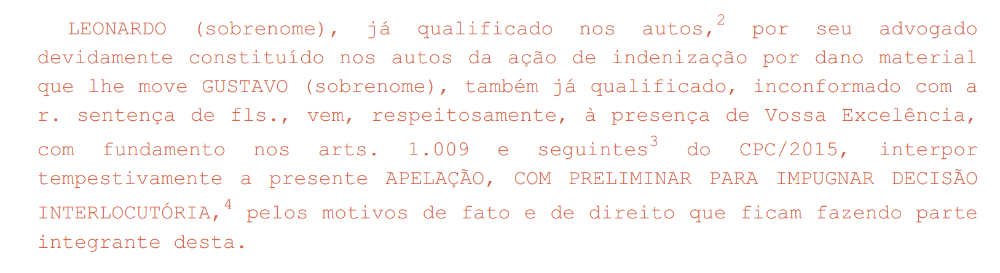 LEONARDO (sobrenome), já qualificado nos autos,2 por seu advogado
devidamente constituído nos autos da ação de indenização por dano material
que lhe move GUSTAVO (sobrenome), também já qualificado, inconformado com a
r. sentença de fls., vem, respeitosamente, à presença de Vossa Excelência,
com fundamento nos arts. 1.009 e seguintes3 do CPC/2015, interpor
tempestivamente a presente APELAÇÃO, COM PRELIMINAR PARA IMPUGNAR DECISÃO
INTERLOCUTÓRIA,4 pelos motivos de fato e de direito que ficam fazendo parte
integrante desta.